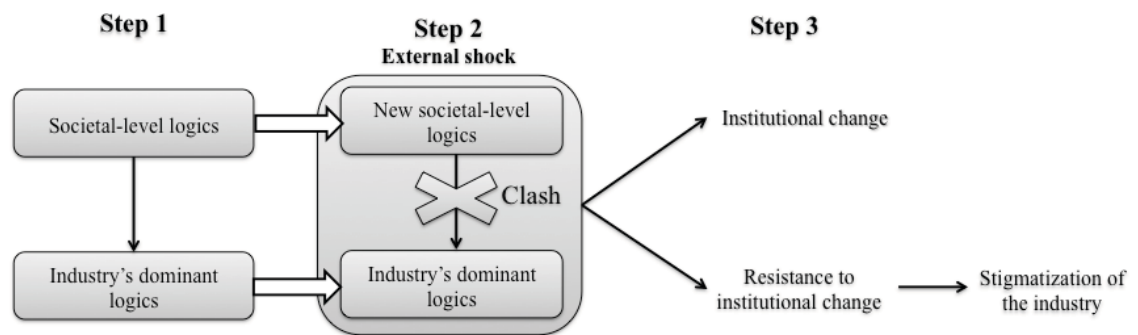 Step 1
Step 2
External shock
Step 3
Societal-level logics
New societal-level
logics
Clash
Industry’s dominant
logics
Industry’s dominant
logics
Institutional change
Resistance to
institutional change
Stigmatization of
the industry